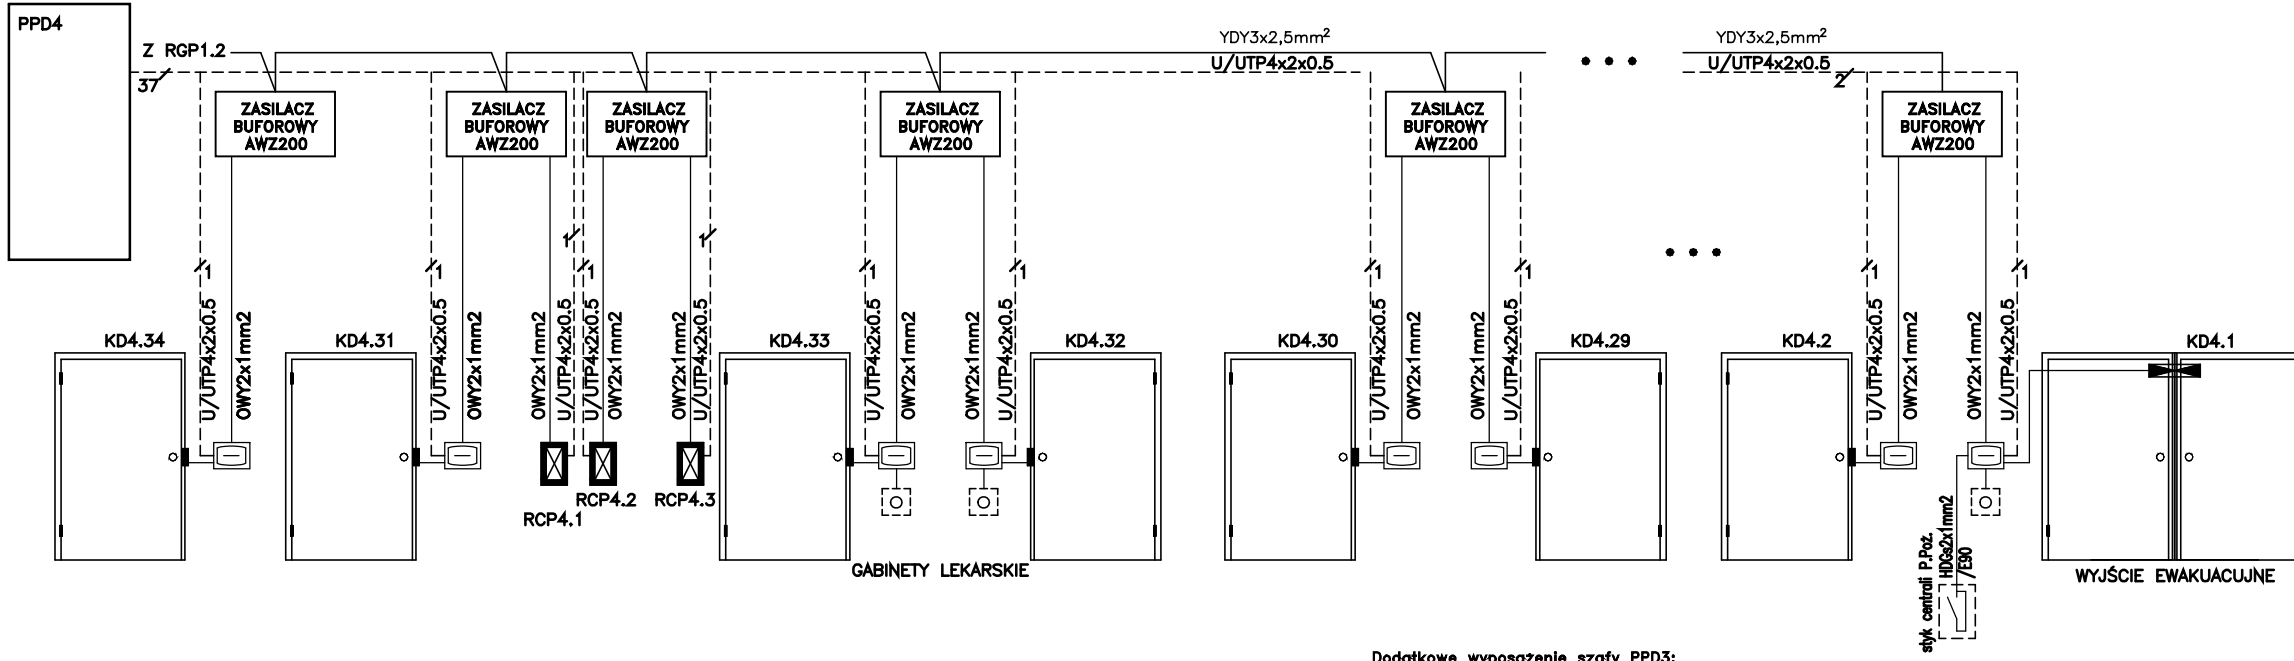 PPD4
Z RGP1.2
37
YDY3x2,5mm²
U/UTP4x2x0.5
YDY3x2,5mm²
U/UTP4x2x0.5
2
ZASILACZ
BUFOROWY
AWZ200
ZASILACZ
BUFOROWY
AWZ200
ZASILACZ
BUFOROWY
AWZ200
ZASILACZ
BUFOROWY
AWZ200
ZASILACZ
BUFOROWY
AWZ200
ZASILACZ
BUFOROWY
AWZ200
1
1
1
1
1
1
1
1
1
1
1
U/UTP4x2x0.5
OWY2x1mm2
U/UTP4x2x0.5
OWY2x1mm2
OWY2x1mm2
U/UTP4x2x0.5
U/UTP4x2x0.5
OWY2x1mm2
OWY2x1mm2
U/UTP4x2x0.5
U/UTP4x2x0.5
OWY2x1mm2
OWY2x1mm2
U/UTP4x2x0.5
U/UTP4x2x0.5
OWY2x1mm2
OWY2x1mm2
U/UTP4x2x0.5
U/UTP4x2x0.5
OWY2x1mm2
OWY2x1mm2
U/UTP4x2x0.5
KD4.34
KD4.31
KD4.33
KD4.32
KD4.30
KD4.29
KD4.2
KD4.1
RCP4.1
RCP4.2
RCP4.3
GABINETY LEKARSKIE
styk centrali P.Poż.
HDGs2x1mm2
/E90
WYJŚCIE EWAKUACYJNE
Dodatkowe wyposażenie szafy PPD3: